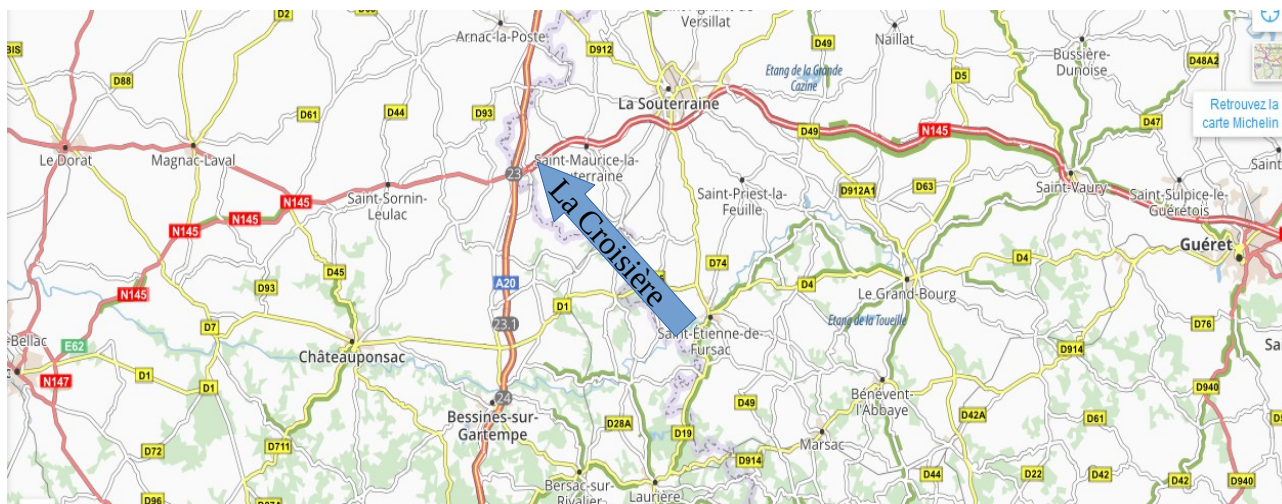 D2
D912
Versillat
D49
Naillat
Bussière-
Dunoise
D48A2
Arnac-la-Poste
BIS
D88
D61
D44
D93
Etang de la Grande
Cazine
D5
La Souterraine
Retrouvez la
carte Michelin
D47
N145
D49
Le Dorat
Magnac-Laval
23
Saint-Maurice-la-
Saint-Sornin-
Leulac
Saint-Priest-la-
Feuille
D912A1
D63
Saint-Vaury
Saint-Sulpice-le-
Guérétois
N145
N145
N145
La Croisière
Guéret
D45
D93
N145
A20
D74
D4
D4
Le Grand-Bourg
D1
D7
23.1
Saint-Étienne-de-
Fursac
Etang de la Toueille
D76
Bellac
E62
Châteauponsac
D914
D1
D1
N147
24
Bessines-sur-
Gartempe
Bénévent-
l'Abbaye
D940
D49
D42A
D61
D28A
D19
Marsac
D711
D72
D914
D44
D22
D42
D42
D940
Bersac-sur-
Rivalier
Laurière
D96